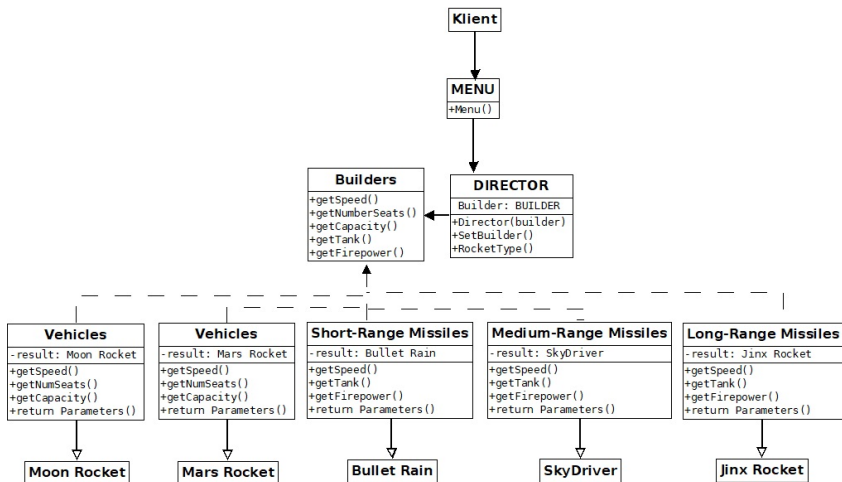 Klient
MENU
+Menu()
Builders
+getSpeed()
+getNumberSeats()
+getCapacity()
+getTank()
+getFirepower()
DIRECTOR
Builder: BUILDER
+Director(builder)
+SetBuilder()
+RocketType()
Vehicles
-result: Moon Rocket
+getSpeed()
+getNumSeats()
+getCapacity()
+return Parameters()
Vehicles
-result: Mars Rocket
+getSpeed()
+getNumSeats()
+getCapacity()
+return Parameters()
Short-Range Missiles
-result: Bullet Rain
+getSpeed()
+getTank()
+getFirepower()
+return Parameters()
Medium-Range Missiles
-result: SkyDriver
+getSpeed()
+getTank()
+getFirepower()
+return Parameters()
Long-Range Missiles
-result: Jinx Rocket
+getSpeed()
+getTank()
+getFirepower()
+return Parameters()
Moon Rocket
Mars Rocket
Bullet Rain
SkyDriver
Jinx Rocket